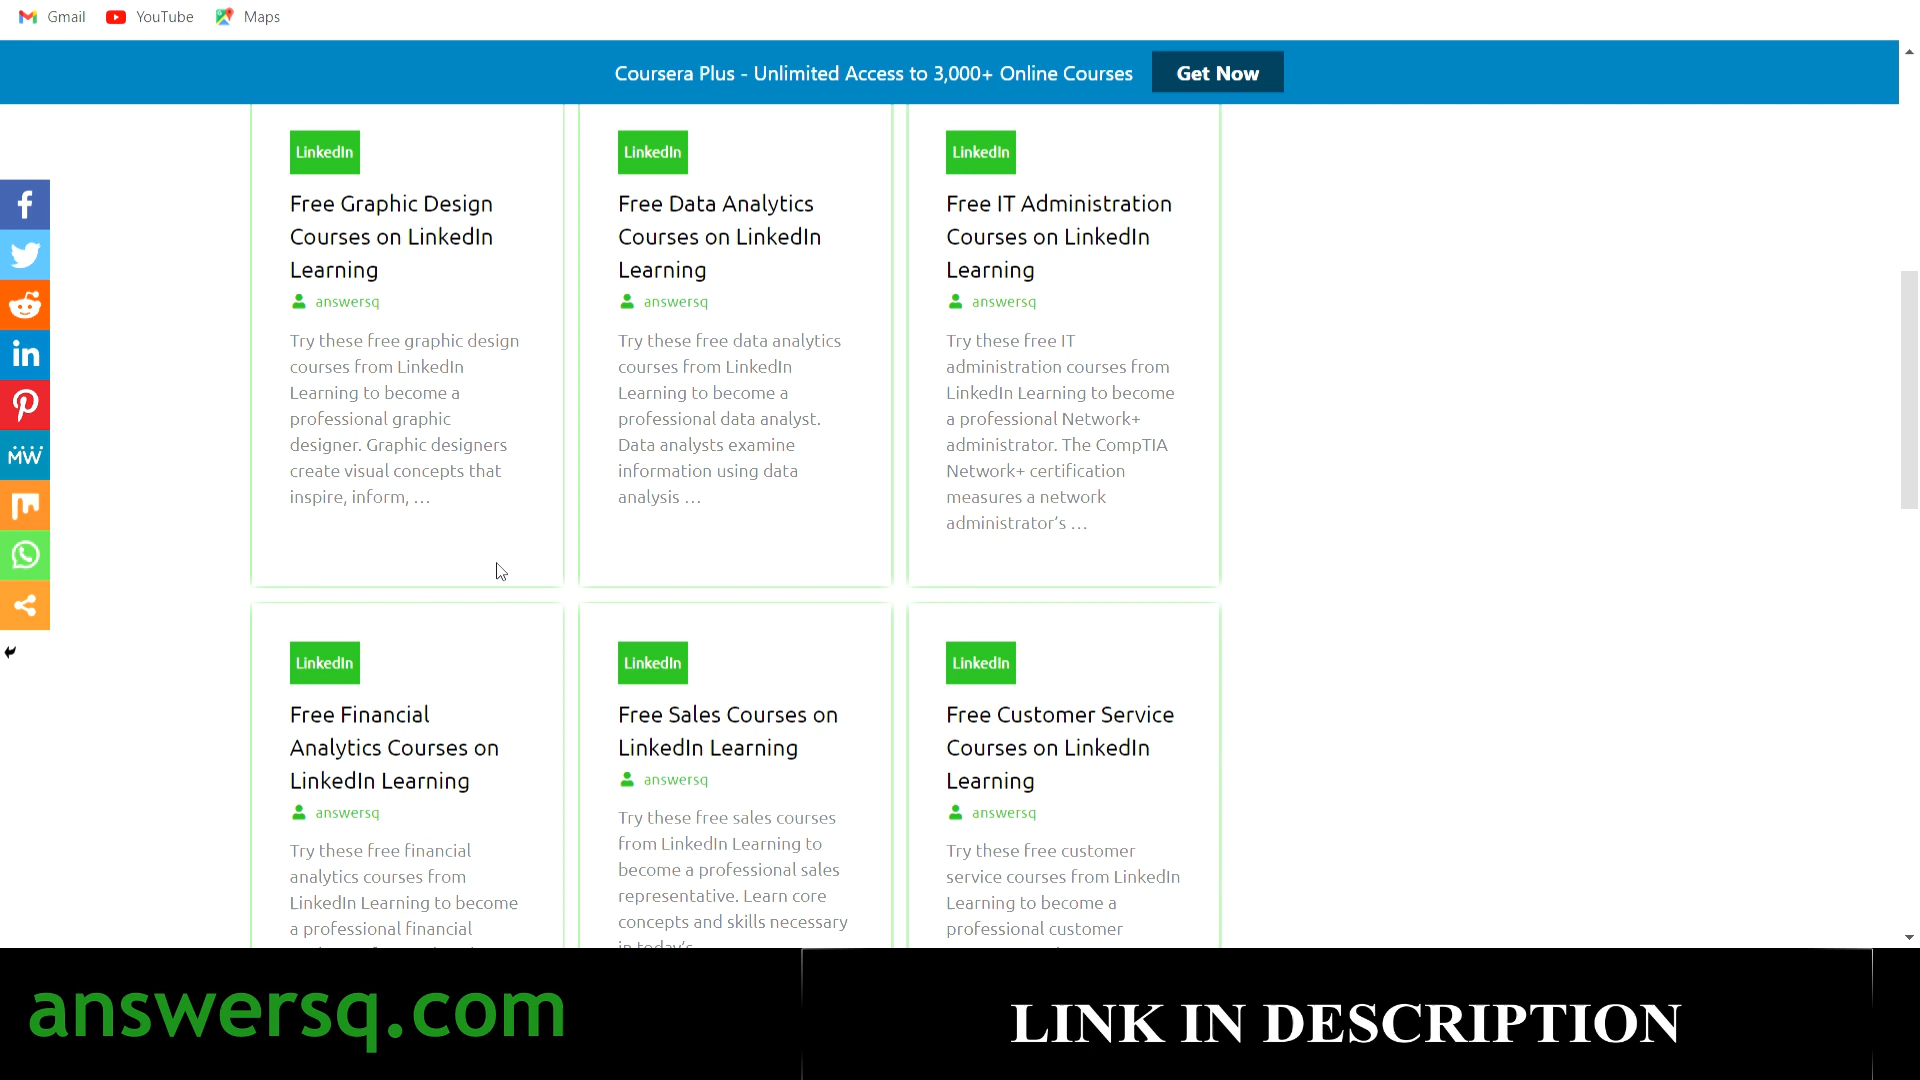 Gmail YouTube Maps
Coursera Plus - Unlimited Access to 3,000+ Online Courses Get Now
LinkedIn
Free Graphic Design
Courses on LinkedIn
Learning
answersq
Try these free graphic design
courses from LinkedIn
Learning to become a
professional graphic
designer. Graphic designers
create visual concepts that
inspire, inform, …
LinkedIn
Free Data Analytics
Courses on LinkedIn
Learning
answersq
Try these free data analytics
courses from LinkedIn
Learning to become a
professional data analyst.
Data analysts examine
information using data
analysis …
LinkedIn
Free IT Administration
Courses on LinkedIn
Learning
answersq
Try these free IT
administration courses from
LinkedIn Learning to become
a professional Network+
administrator. The CompTIA
Network+ certification
measures a network
administrator’s …
LinkedIn
Free Financial
Analytics Courses on
LinkedIn Learning
answersq
Try these free financial
analytics courses from
LinkedIn Learning to become
a professional financial
LinkedIn
Free Sales Courses on
LinkedIn Learning
answersq
Try these free sales courses
from LinkedIn Learning to
become a professional sales
representative. Learn core
concepts and skills necessary
in today’s
LinkedIn
Free Customer Service
Courses on LinkedIn
Learning
answersq
Try these free customer
service courses from LinkedIn
Learning to become a
professional customer
MW
answersq.com
LINK IN DESCRIPTION